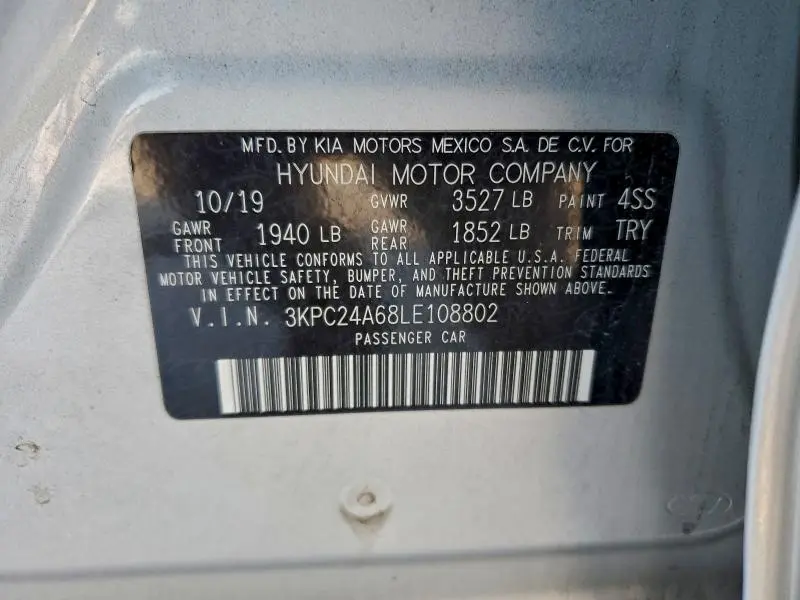 MFD. BY KIA MOTORS MEXICO S.A. DE C.V. FOR
HYUNDAI MOTOR COMPANY
10/19 GVWR 3527 LB PAINT 4SS
GAWR FRONT 1940 LB GAWR REAR 1852 LB TRIM TRY
THIS VEHICLE CONFORMS TO ALL APPLICABLE U.S.A. FEDERAL
MOTOR VEHICLE SAFETY, BUMPER, AND THEFT PREVENTION STANDARDS
IN EFFECT ON THE DATE OF MANUFACTURE SHOWN ABOVE.
V.I.N. 3KPC24A68LE108802
PASSENGER CAR